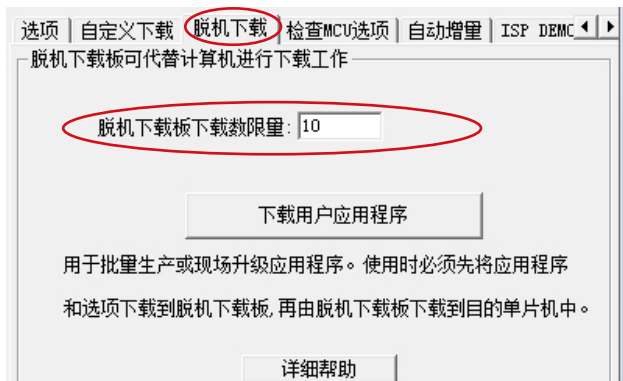 选项 自定义下载 脱机下载 检查MCU选项 自动增量 ISP DEMO
脱机下载板可代替计算机进行下载工作
脱机下载板下载数限量: 10
下载用户应用程序
用于批量生产或现场升级应用程序。使用时必须先将应用程序
和选项下载到脱机下载板,再由脱机下载板下载到目的单片机中。
详细帮助